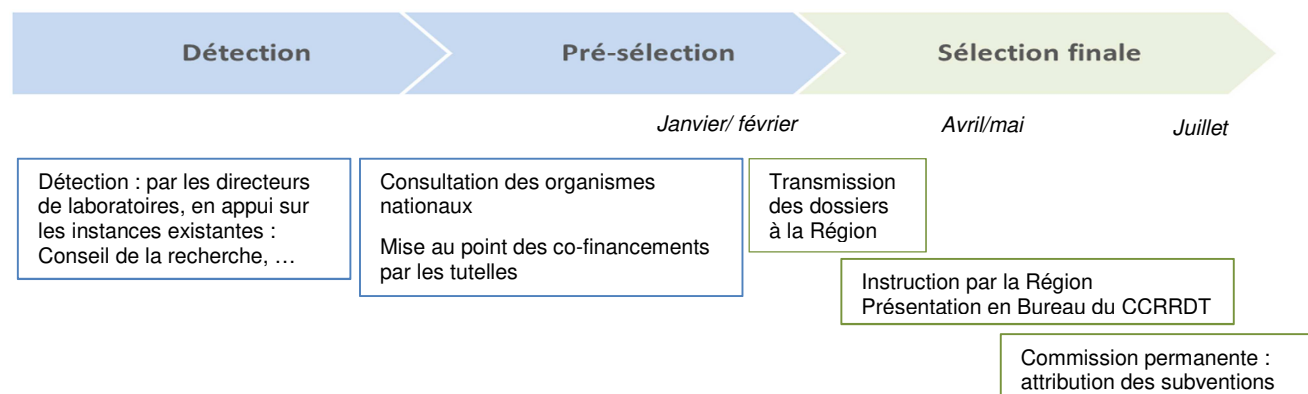 Détection
Pré-sélection
Sélection finale
Janvier/ février
Avril/mai
Juillet
Détection : par les directeurs
de laboratoires, en appui sur
les instances existantes :
Conseil de la recherche, …
Consultation des organismes
nationaux
Mise au point des co-financements
par les tutelles
Transmission
des dossiers
à la Région
Instruction par la Région
Présentation en Bureau du CCRRDT
Commission permanente :
attribution des subventions